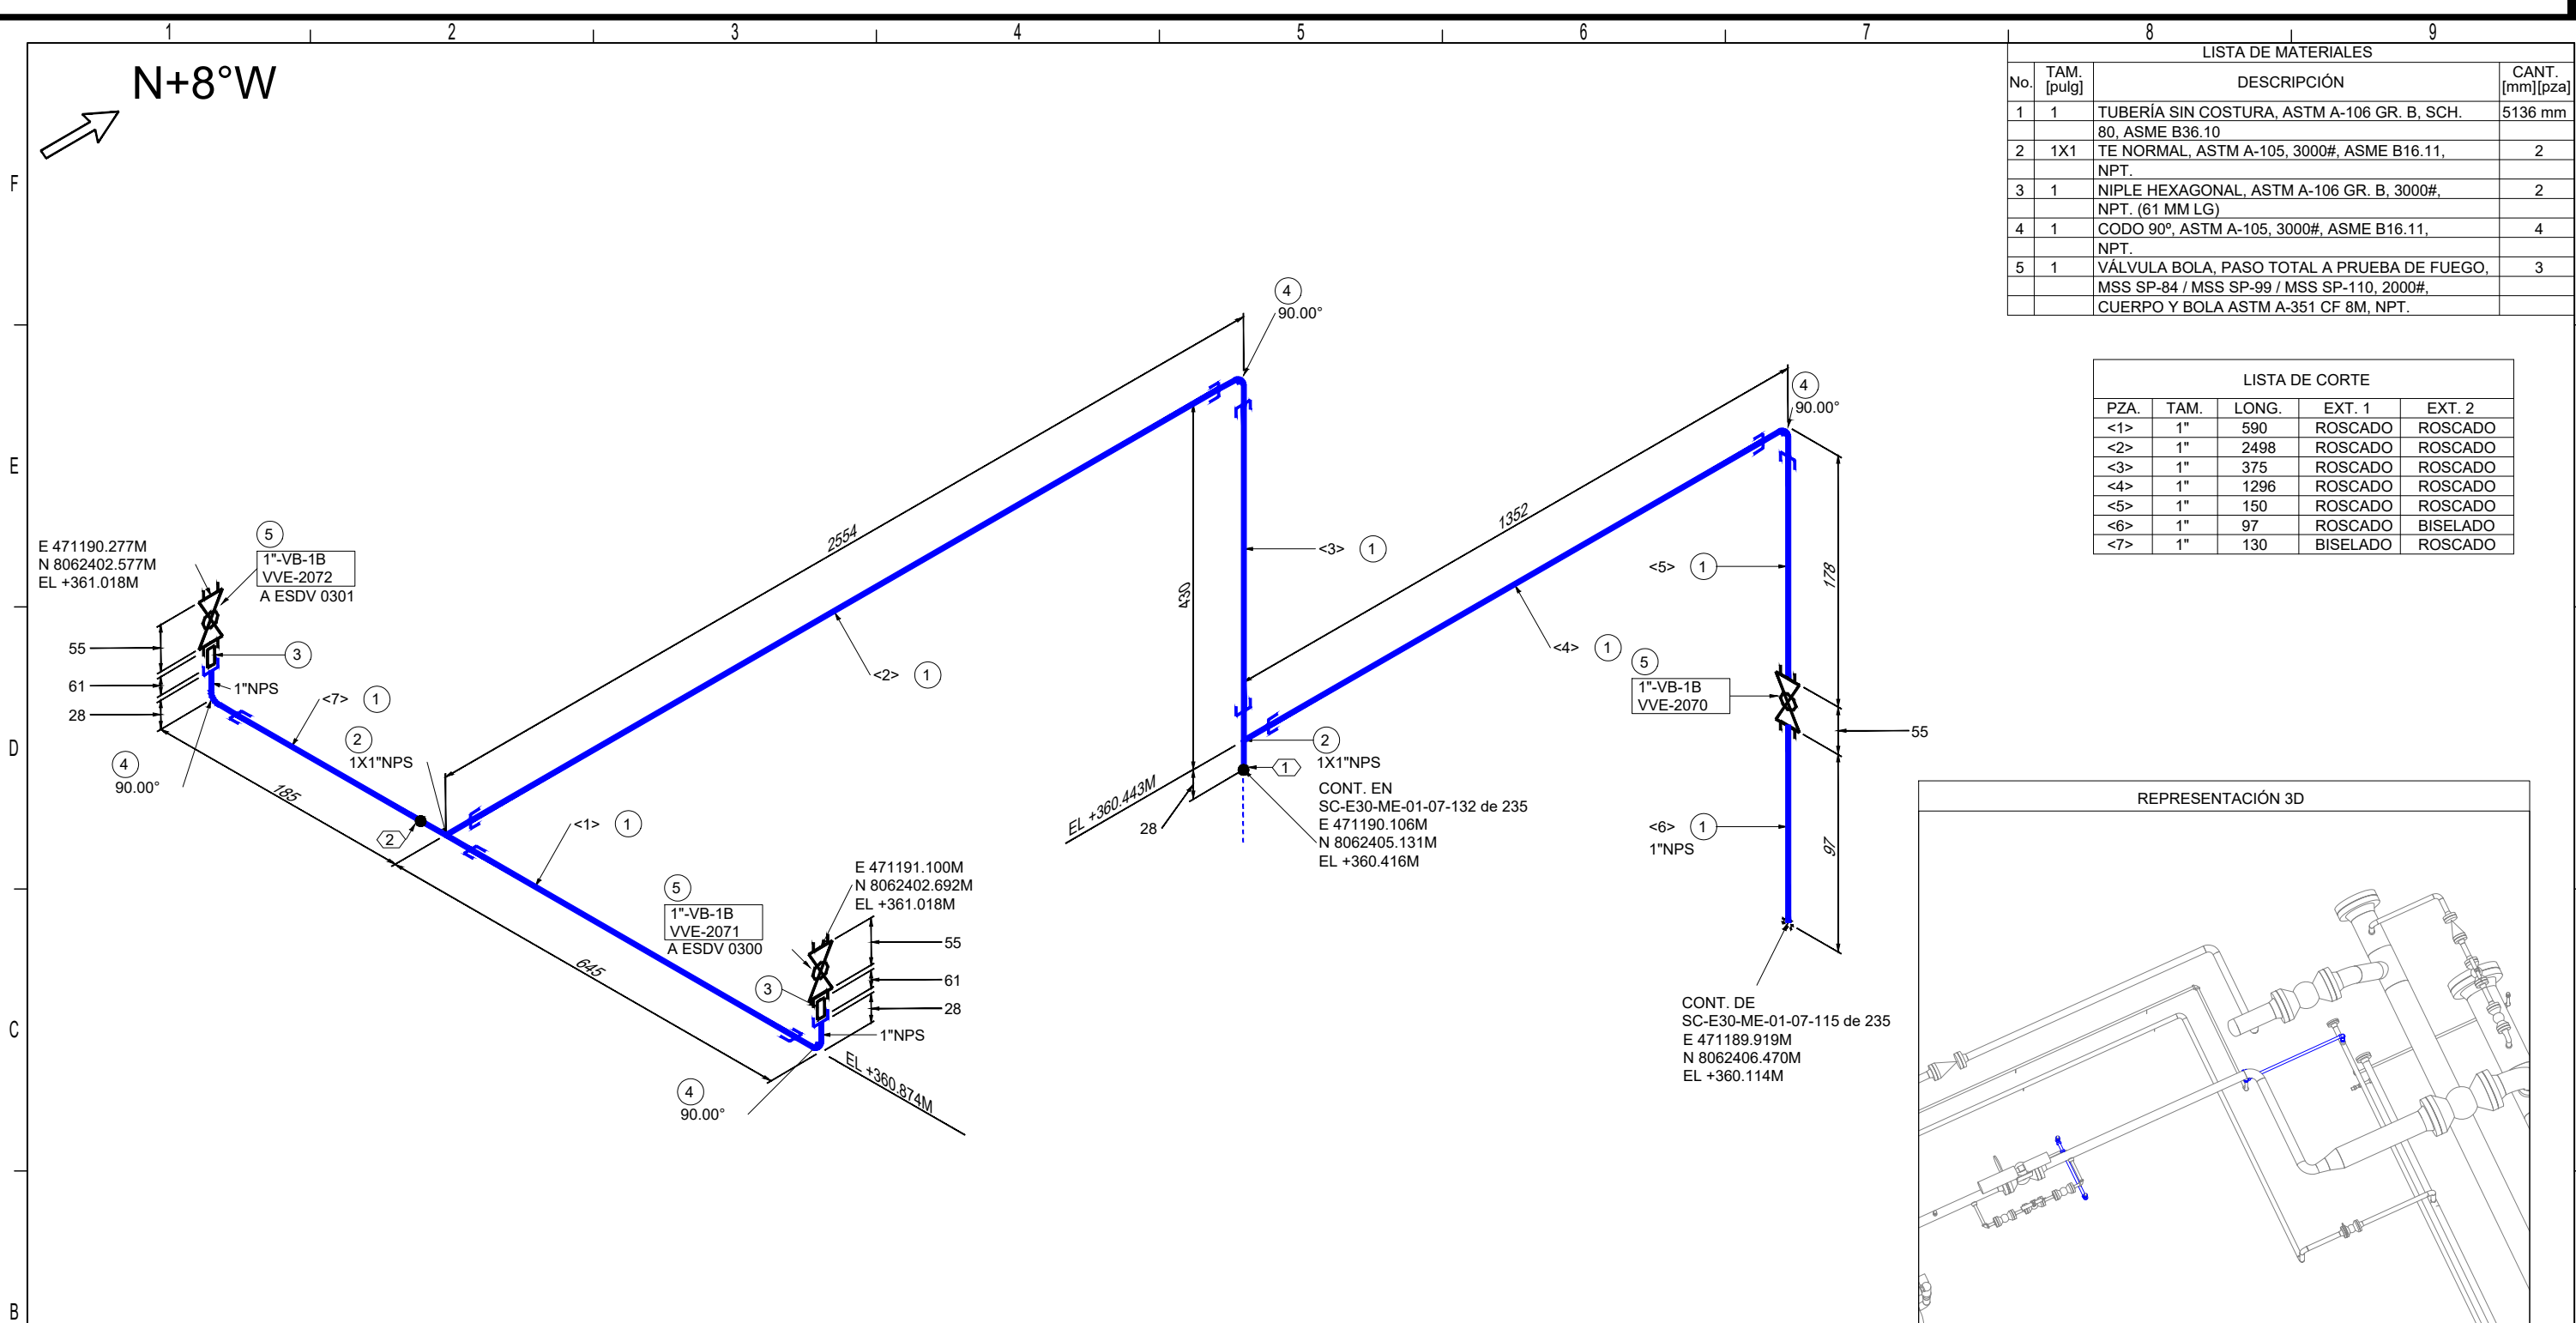 1 2 3 4 5 6 7 8 9
N+8°W
LISTA DE MATERIALES
No. TAM. [pulg] DESCRIPCIÓN CANT. [mm][pza]
1 1 TUBERÍA SIN COSTURA, ASTM A-106 GR. B, SCH. 5136 mm
80, ASME B36.10
2 1X1 TE NORMAL, ASTM A-105, 3000#, ASME B16.11, 2
NPT.
3 1 NIPLE HEXAGONAL, ASTM A-106 GR. B, 3000#, 2
NPT. (61 MM LG)
4 1 CODO 90º, ASTM A-105, 3000#, ASME B16.11, 4
NPT.
5 1 VÁLVULA BOLA, PASO TOTAL A PRUEBA DE FUEGO, 3
MSS SP-84 / MSS SP-99 / MSS SP-110, 2000#,
CUERPO Y BOLA ASTM A-351 CF 8M, NPT.
LISTA DE CORTE
PZA. TAM. LONG. EXT. 1 EXT. 2
<1> 1" 590 ROSCADO ROSCADO
<2> 1" 2498 ROSCADO ROSCADO
<3> 1" 375 ROSCADO ROSCADO
<4> 1" 1296 ROSCADO ROSCADO
<5> 1" 150 ROSCADO ROSCADO
<6> 1" 97 ROSCADO BISELADO
<7> 1" 130 BISELADO ROSCADO
F
E
D
C
B
E 471190.277M
N 8062402.577M
EL +361.018M
5
1"-VB-1B
VVE-2072
A ESDV 0301
55
61
28
3
1"NPS
<7> 1
4
90.00°
185
2
1X1"NPS
2
2554
<2> 1
<1> 1
645
5
1"-VB-1B
VVE-2071
A ESDV 0300
E 471191.100M
N 8062402.692M
EL +361.018M
55
61
28
3
1"NPS
EL +360.874M
4
90.00°
4
90.00°
430
<3> 1
2
1X1"NPS
1
EL +360.443M
28
CONT. EN
SC-E30-ME-01-07-132 de 235
E 471190.106M
N 8062405.131M
EL +360.416M
1352
<4> 1
4
90.00°
<5> 1
178
5
1"-VB-1B
VVE-2070
55
<6> 1
1"NPS
97
CONT. DE
SC-E30-ME-01-07-115 de 235
E 471189.919M
N 8062406.470M
EL +360.114M
REPRESENTACIÓN 3D